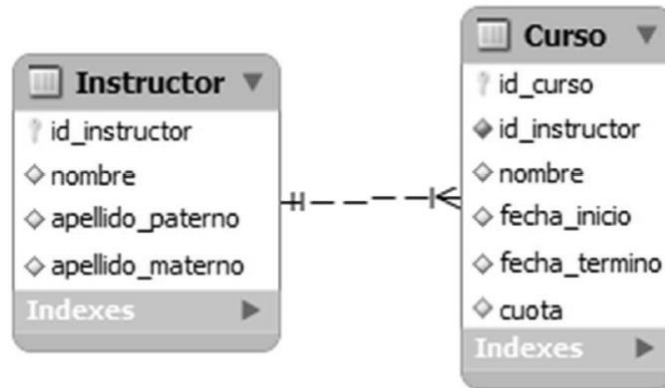 Instructor
id_instructor
nombre
apellido_paterno
apellido_materno
Indexes
Curso
id_curso
id_instructor
nombre
fecha_inicio
fecha_termino
cuota
Indexes